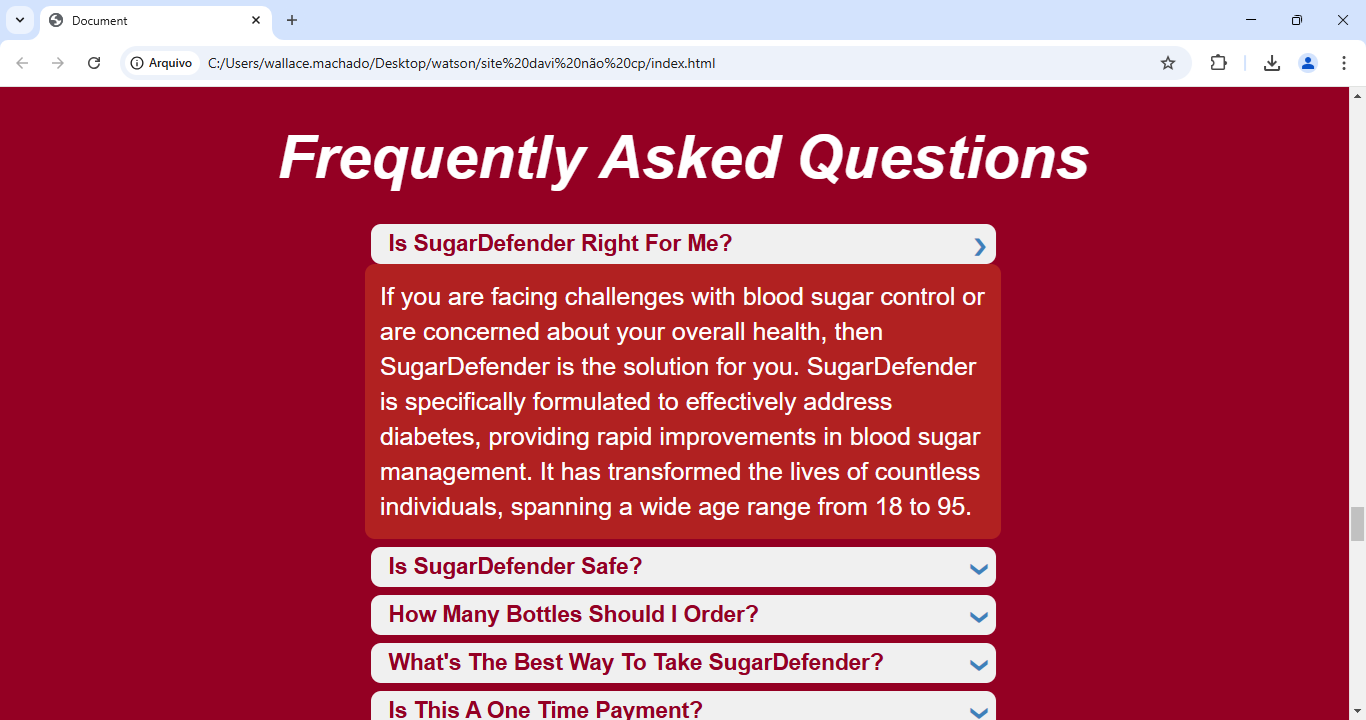 Document
Arquivo
C:/Users/wallace.machado/Desktop/watson/site%20davi%20não%20cp/index.html
Frequently Asked Questions
Is SugarDefender Right For Me?
If you are facing challenges with blood sugar control or
are concerned about your overall health, then
SugarDefender is the solution for you. SugarDefender
is specifically formulated to effectively address
diabetes, providing rapid improvements in blood sugar
management. It has transformed the lives of countless
individuals, spanning a wide age range from 18 to 95.
Is SugarDefender Safe?
How Many Bottles Should I Order?
What's The Best Way To Take SugarDefender?
Is This A One Time Payment?